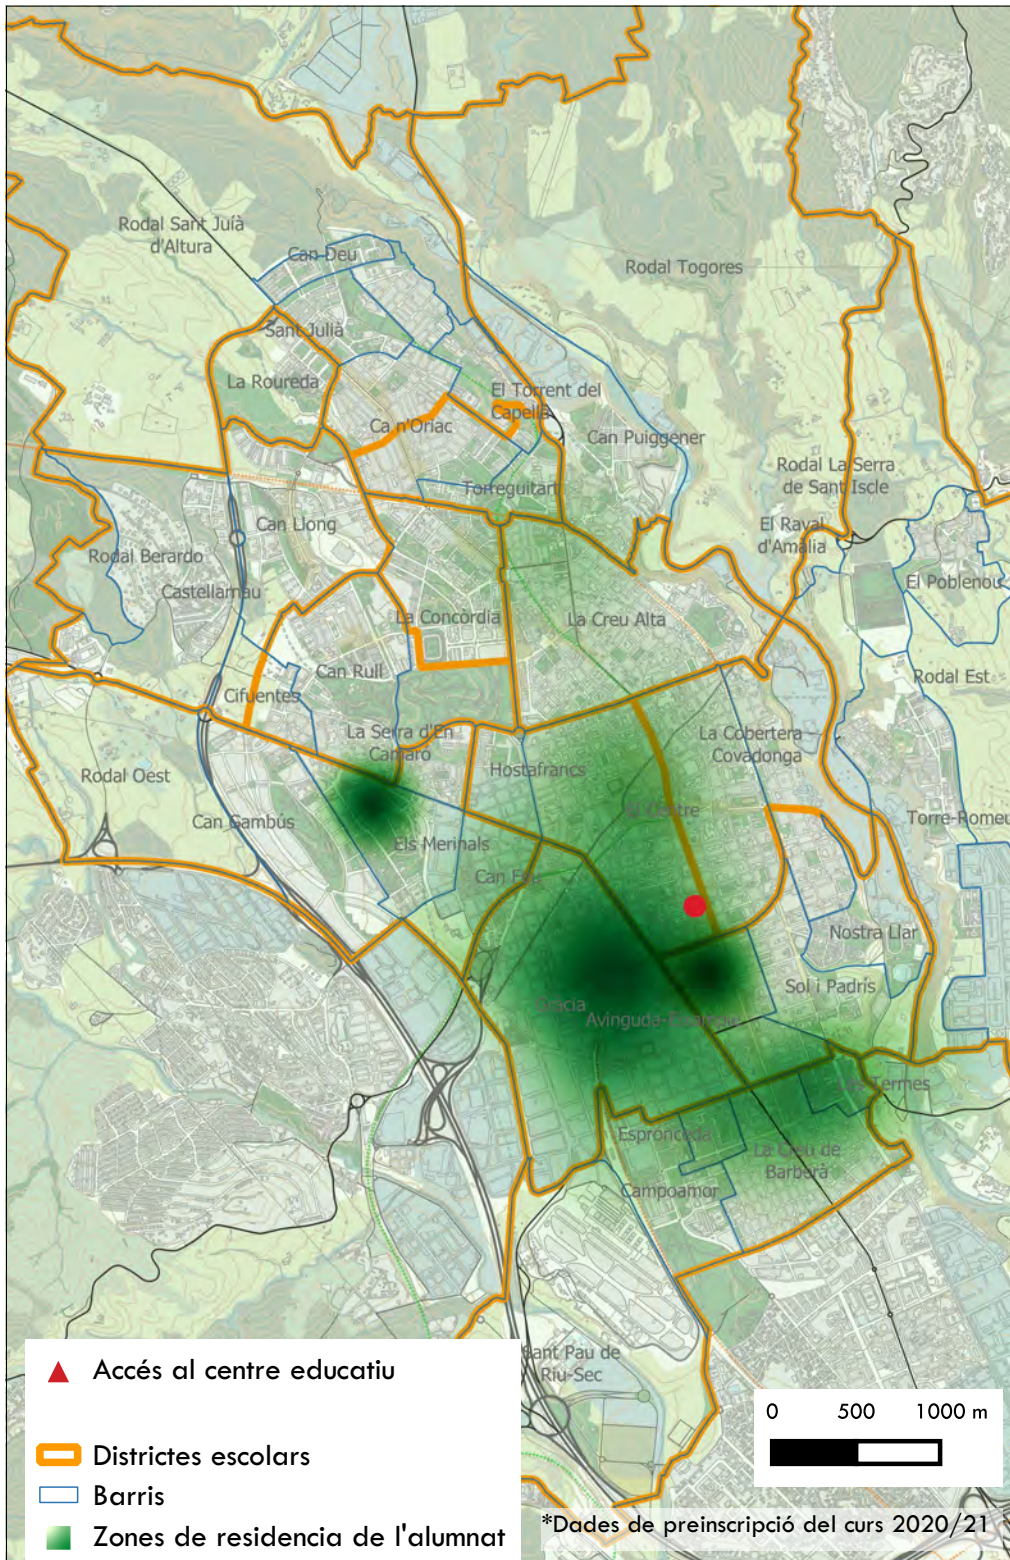 Rodal Sant Juíà
d'Altura
Can Deu
Rodal Togores
Sant Julià
La Roureda
El Torrent del
Capellà
Ca n'Oriac
Can Puiggener
Rodal La Serra
de Sant Iscle
Torreguitart
Can Llong
El Raval
d'Amàlia
Rodal Berardo
El Poblenou
Castellarnau
La Concòrdia
La Creu Alta
Can Rull
Rodal Est
Cifuentes
La Serra d'En
Camaró
La Cobertera
Covadonga
Hostafrancs
Rodal Oest
El Centre
Can Gambús
Torre-Romeu
Els Merinals
Can Feu
Nostra Llar
Sol i Padrís
Gràcia
Avinguda-Eixample
Les Termes
Espronceda
La Creu de
Barberà
Campoamor
Sant Pau de
Riu-Sec
Accés al centre educatiu
Districtes escolars
Barris
Zones de residencia de l'alumnat
0 500 1000 m
*Dades de preinscripció del curs 2020/21